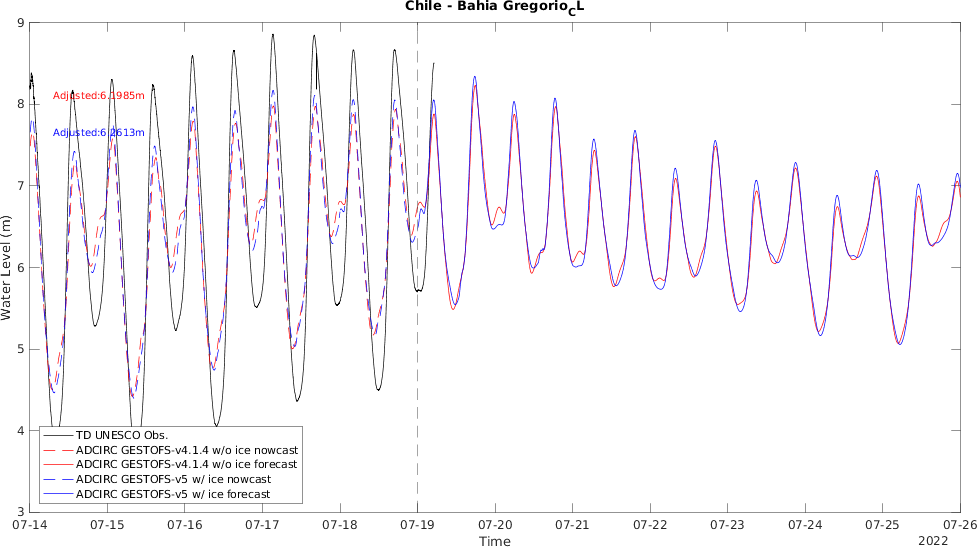 Chile - Bahia Gregorio_CL
Water Level (m)
9
8
7
6
5
4
3
Adjusted:6.1985m
Adjusted:6.2613m
TD UNESCO Obs.
ADCIRC GESTOFS-v4.1.4 w/o ice nowcast
ADCIRC GESTOFS-v4.1.4 w/o ice forecast
ADCIRC GESTOFS-v5 w/ ice nowcast
ADCIRC GESTOFS-v5 w/ ice forecast
07-14 07-15 07-16 07-17 07-18 07-19 07-20 07-21 07-22 07-23 07-24 07-25 07-26
Time
2022